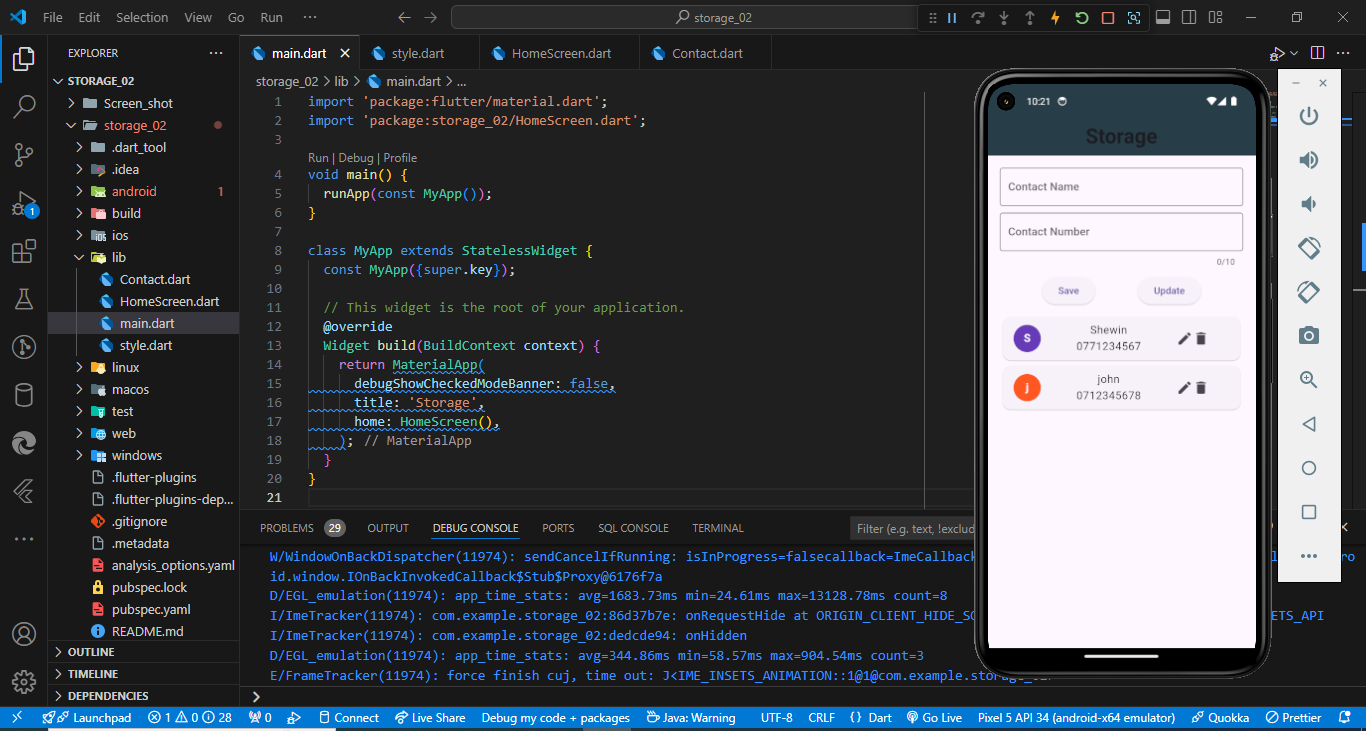 File Edit Selection View Go Run ··· storage_02
EXPLORER ···
STORAGE_02
Screen_shot
storage_02
.dart_tool
.idea
android 1
build
ios
lib
Contact.dart
HomeScreen.dart
main.dart
style.dart
linux
macos
test
web
windows
.flutter-plugins
.flutter-plugins-dep...
.gitignore
.metadata
analysis_options.yaml
pubspec.lock
pubspec.yaml
README.md
OUTLINE
TIMELINE
DEPENDENCIES
1
main.dart style.dart HomeScreen.dart Contact.dart
storage_02 > lib > main.dart > ...
1 import 'package:flutter/material.dart';
2 import 'package:storage_02/HomeScreen.dart';
3
Run | Debug | Profile
4 void main() {
5 runApp(const MyApp());
6 }
7
8 class MyApp extends StatelessWidget {
9 const MyApp({super.key});
10
11 // This widget is the root of your application.
12 @override
13 Widget build(BuildContext context) {
14 return MaterialApp(
15 debugShowCheckedModeBanner: false,
16 title: 'Storage',
17 home: HomeScreen(),
18 ); // MaterialApp
19 }
20 }
21
PROBLEMS 29 OUTPUT DEBUG CONSOLE PORTS SQL CONSOLE TERMINAL Filter (e.g. text, !exclud
W/WindowOnBackDispatcher(11974): sendCancelIfRunning: isInProgress=falsecallback=ImeCallback
id.window.IOnBackInvokedCallback$Stub$Proxy@6176f7a
D/EGL_emulation(11974): app_time_stats: avg=1683.73ms min=24.61ms max=13128.78ms count=8
I/ImeTracker(11974): com.example.storage_02:86d37b7e: onRequestHide at ORIGIN_CLIENT_HIDE_SO ETS_API
I/ImeTracker(11974): com.example.storage_02:dedcde94: onHidden
D/EGL_emulation(11974): app_time_stats: avg=344.86ms min=58.57ms max=904.54ms count=3
E/FrameTracker(11974): force finish cuj, time out: J<IME_INSETS_ANIMATION::1@1@com.example.storage_02>
10:21
Storage
Contact Name
Contact Number
0/10
Save Update
S Shewin
0771234567
j john
0712345678
Launchpad 1 0 28 0 Connect Live Share Debug my code + packages Java: Warning UTF-8 CRLF {} Dart Go Live Pixel 5 API 34 (android-x64 emulator) Quokka Prettier